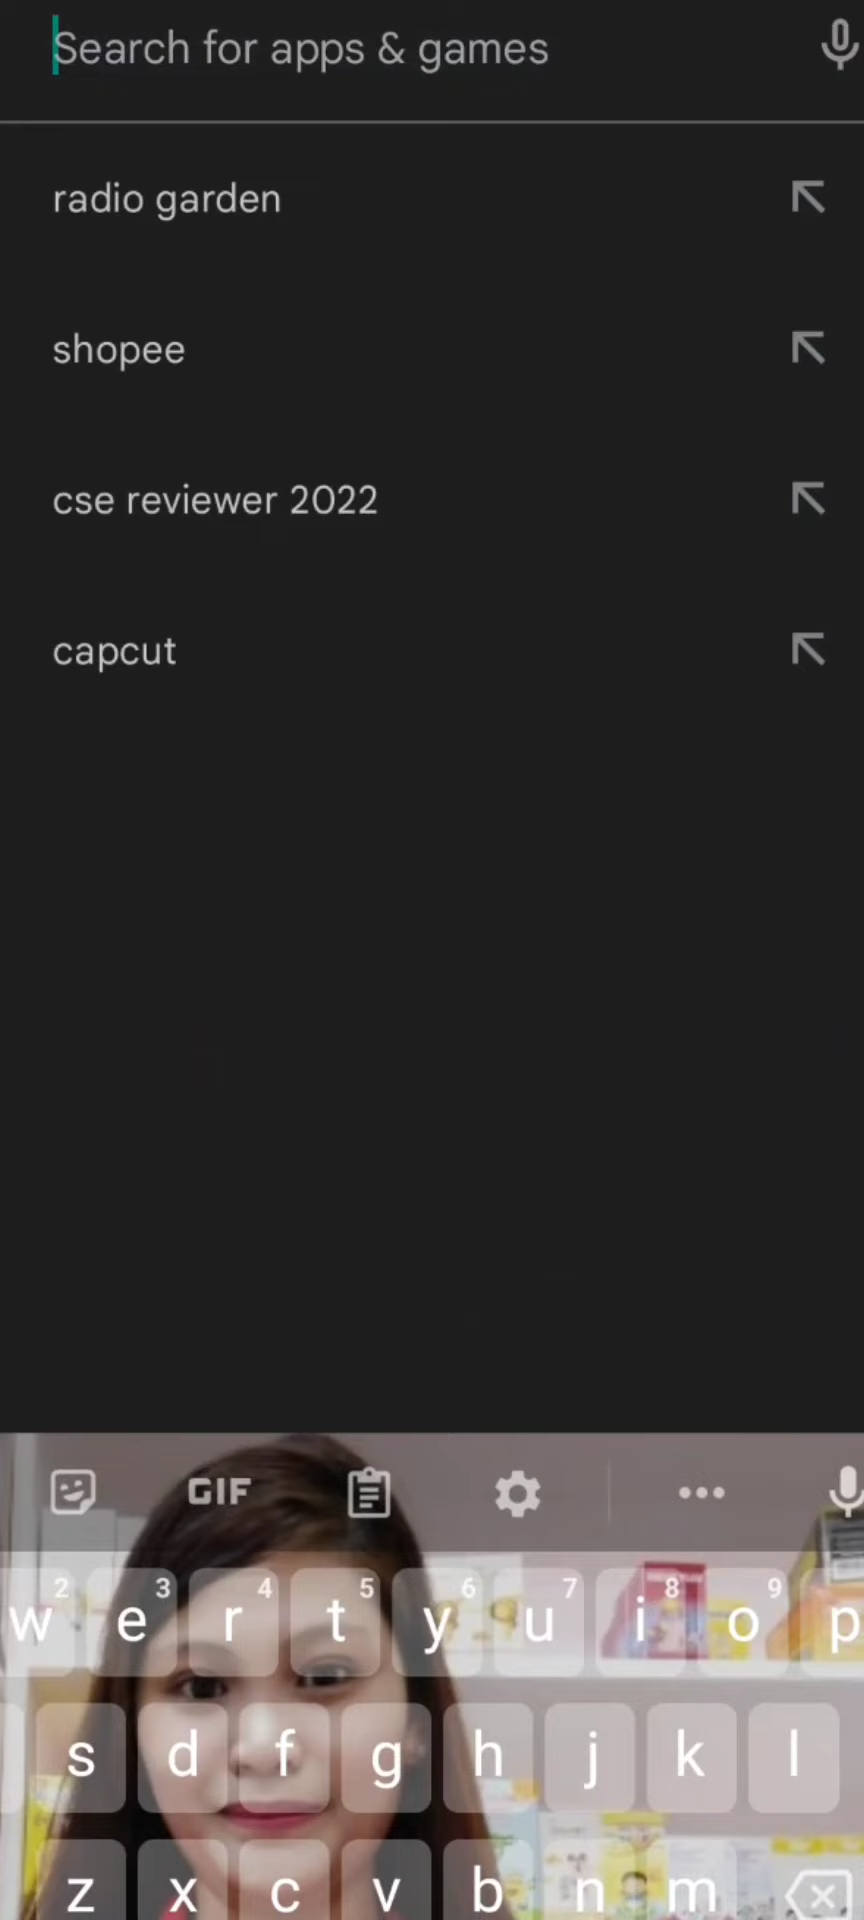 Search for apps & games
radio garden
shopee
cse reviewer 2022
capcut
GIF
2 3 4 5 6 7 8 9
w e r t y u i o p
s d f g h j k l
z x c v b n m